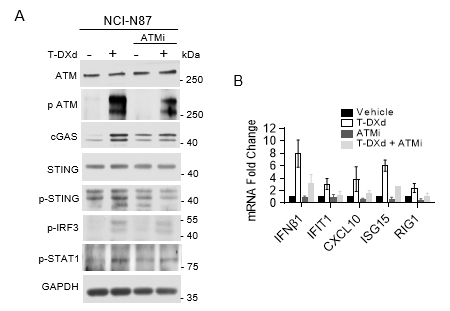 A
NCI-N87
ATMi
T-DXd - + - + kDa
ATM
- 250
p ATM
- 250
cGAS
- 40
STING
- 40
p-STING
- 40
p-IRF3
- 55
- 40
p-STAT1
- 75
GAPDH
- 35
B
Vehicle
T-DXd
ATMi
T-DXd + ATMi
mRNA Fold Change
12
10
8
6
4
2
0
IFNβ1
IFIT1
CXCL10
ISG15
RIG1